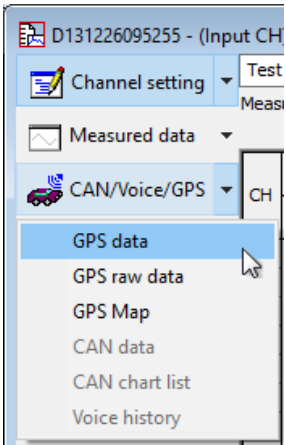 D131226095255 - (Input CH)
Channel setting
Test
Measu
Measured data
CAN/Voice/GPS
CH
GPS data
GPS raw data
GPS Map
CAN data
CAN chart list
Voice history